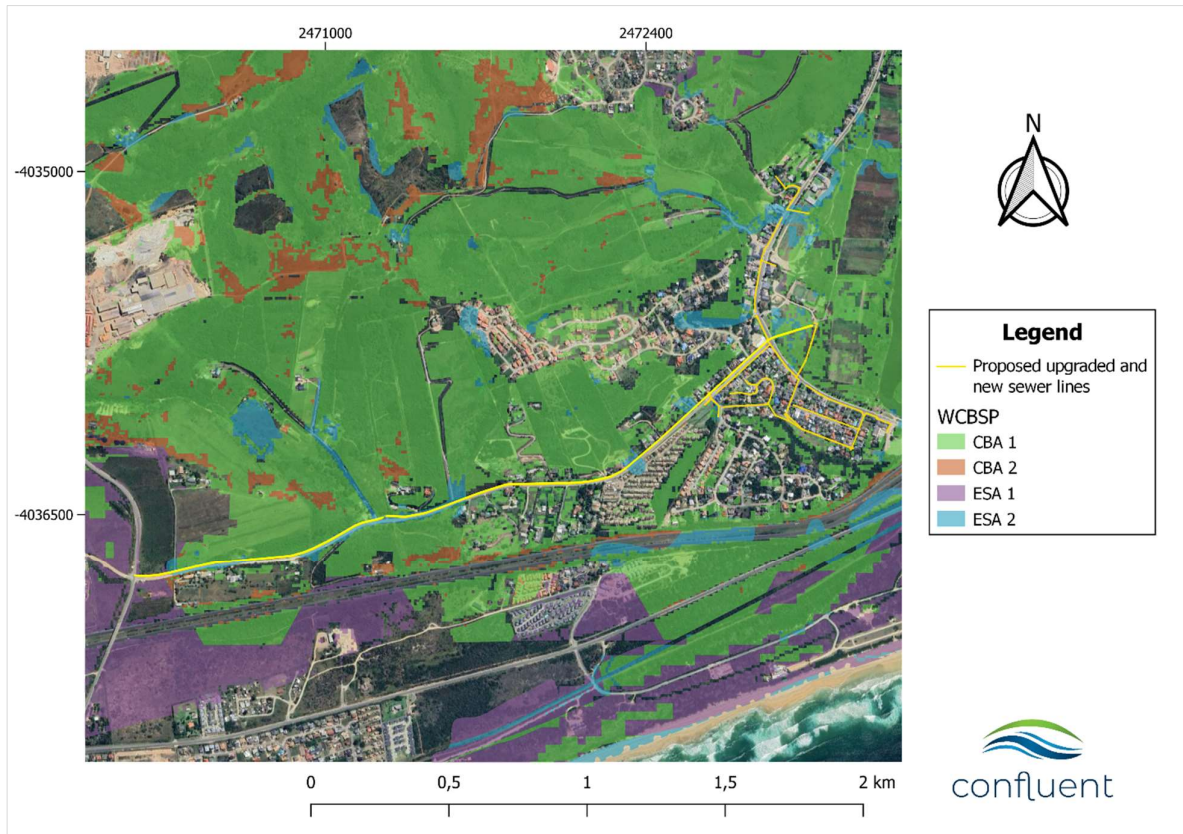 2471000
2472400
-4035000
-4036500
N
Legend
Proposed upgraded and
new sewer lines
WCBSP
CBA 1
CBA 2
ESA 1
ESA 2
0
0,5
1
1,5
2 km
confluent